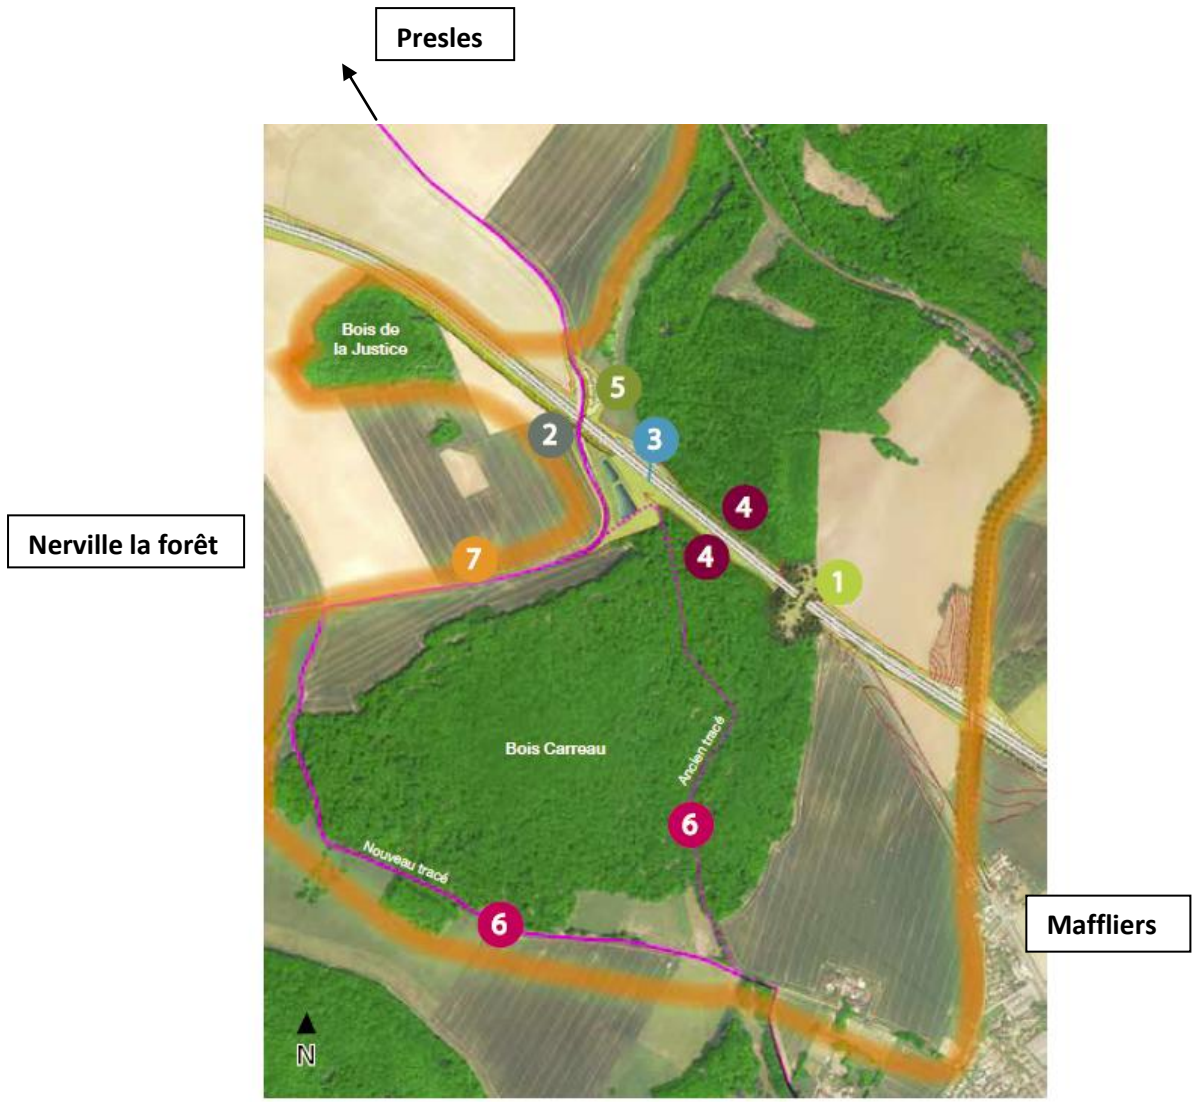 Presles
Bois de
la Justice
5
2
3
Nerville la forêt
4
7
4
1
Ancien tracé
Bois Carreau
6
Nouveau tracé
6
Maffliers
N